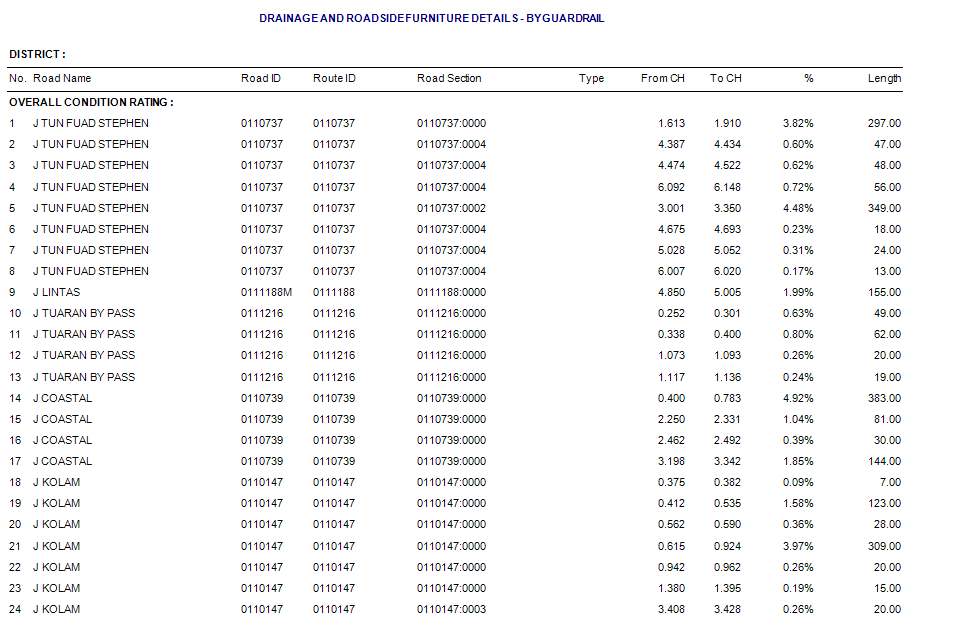 DRAINAGE AND ROADSIDE FURNITURE DETAILS - BY GUARDRAIL
DISTRICT :
No. Road Name Road ID Route ID Road Section Type From CH To CH % Length
OVERALL CONDITION RATING :
1 J TUN FUAD STEPHEN 0110737 0110737 0110737:0000 1.613 1.910 3.82% 297.00
2 J TUN FUAD STEPHEN 0110737 0110737 0110737:0004 4.387 4.434 0.60% 47.00
3 J TUN FUAD STEPHEN 0110737 0110737 0110737:0004 4.474 4.522 0.62% 48.00
4 J TUN FUAD STEPHEN 0110737 0110737 0110737:0004 6.092 6.148 0.72% 56.00
5 J TUN FUAD STEPHEN 0110737 0110737 0110737:0002 3.001 3.350 4.48% 349.00
6 J TUN FUAD STEPHEN 0110737 0110737 0110737:0004 4.675 4.693 0.23% 18.00
7 J TUN FUAD STEPHEN 0110737 0110737 0110737:0004 5.028 5.052 0.31% 24.00
8 J TUN FUAD STEPHEN 0110737 0110737 0110737:0004 6.007 6.020 0.17% 13.00
9 J LINTAS 0111188M 0111188 0111188:0000 4.850 5.005 1.99% 155.00
10 J TUARAN BY PASS 0111216 0111216 0111216:0000 0.252 0.301 0.63% 49.00
11 J TUARAN BY PASS 0111216 0111216 0111216:0000 0.338 0.400 0.80% 62.00
12 J TUARAN BY PASS 0111216 0111216 0111216:0000 1.073 1.093 0.26% 20.00
13 J TUARAN BY PASS 0111216 0111216 0111216:0000 1.117 1.136 0.24% 19.00
14 J COASTAL 0110739 0110739 0110739:0000 0.400 0.783 4.92% 383.00
15 J COASTAL 0110739 0110739 0110739:0000 2.250 2.331 1.04% 81.00
16 J COASTAL 0110739 0110739 0110739:0000 2.462 2.492 0.39% 30.00
17 J COASTAL 0110739 0110739 0110739:0000 3.198 3.342 1.85% 144.00
18 J KOLAM 0110147 0110147 0110147:0000 0.375 0.382 0.09% 7.00
19 J KOLAM 0110147 0110147 0110147:0000 0.412 0.535 1.58% 123.00
20 J KOLAM 0110147 0110147 0110147:0000 0.562 0.590 0.36% 28.00
21 J KOLAM 0110147 0110147 0110147:0000 0.615 0.924 3.97% 309.00
22 J KOLAM 0110147 0110147 0110147:0000 0.942 0.962 0.26% 20.00
23 J KOLAM 0110147 0110147 0110147:0000 1.380 1.395 0.19% 15.00
24 J KOLAM 0110147 0110147 0110147:0003 3.408 3.428 0.26% 20.00